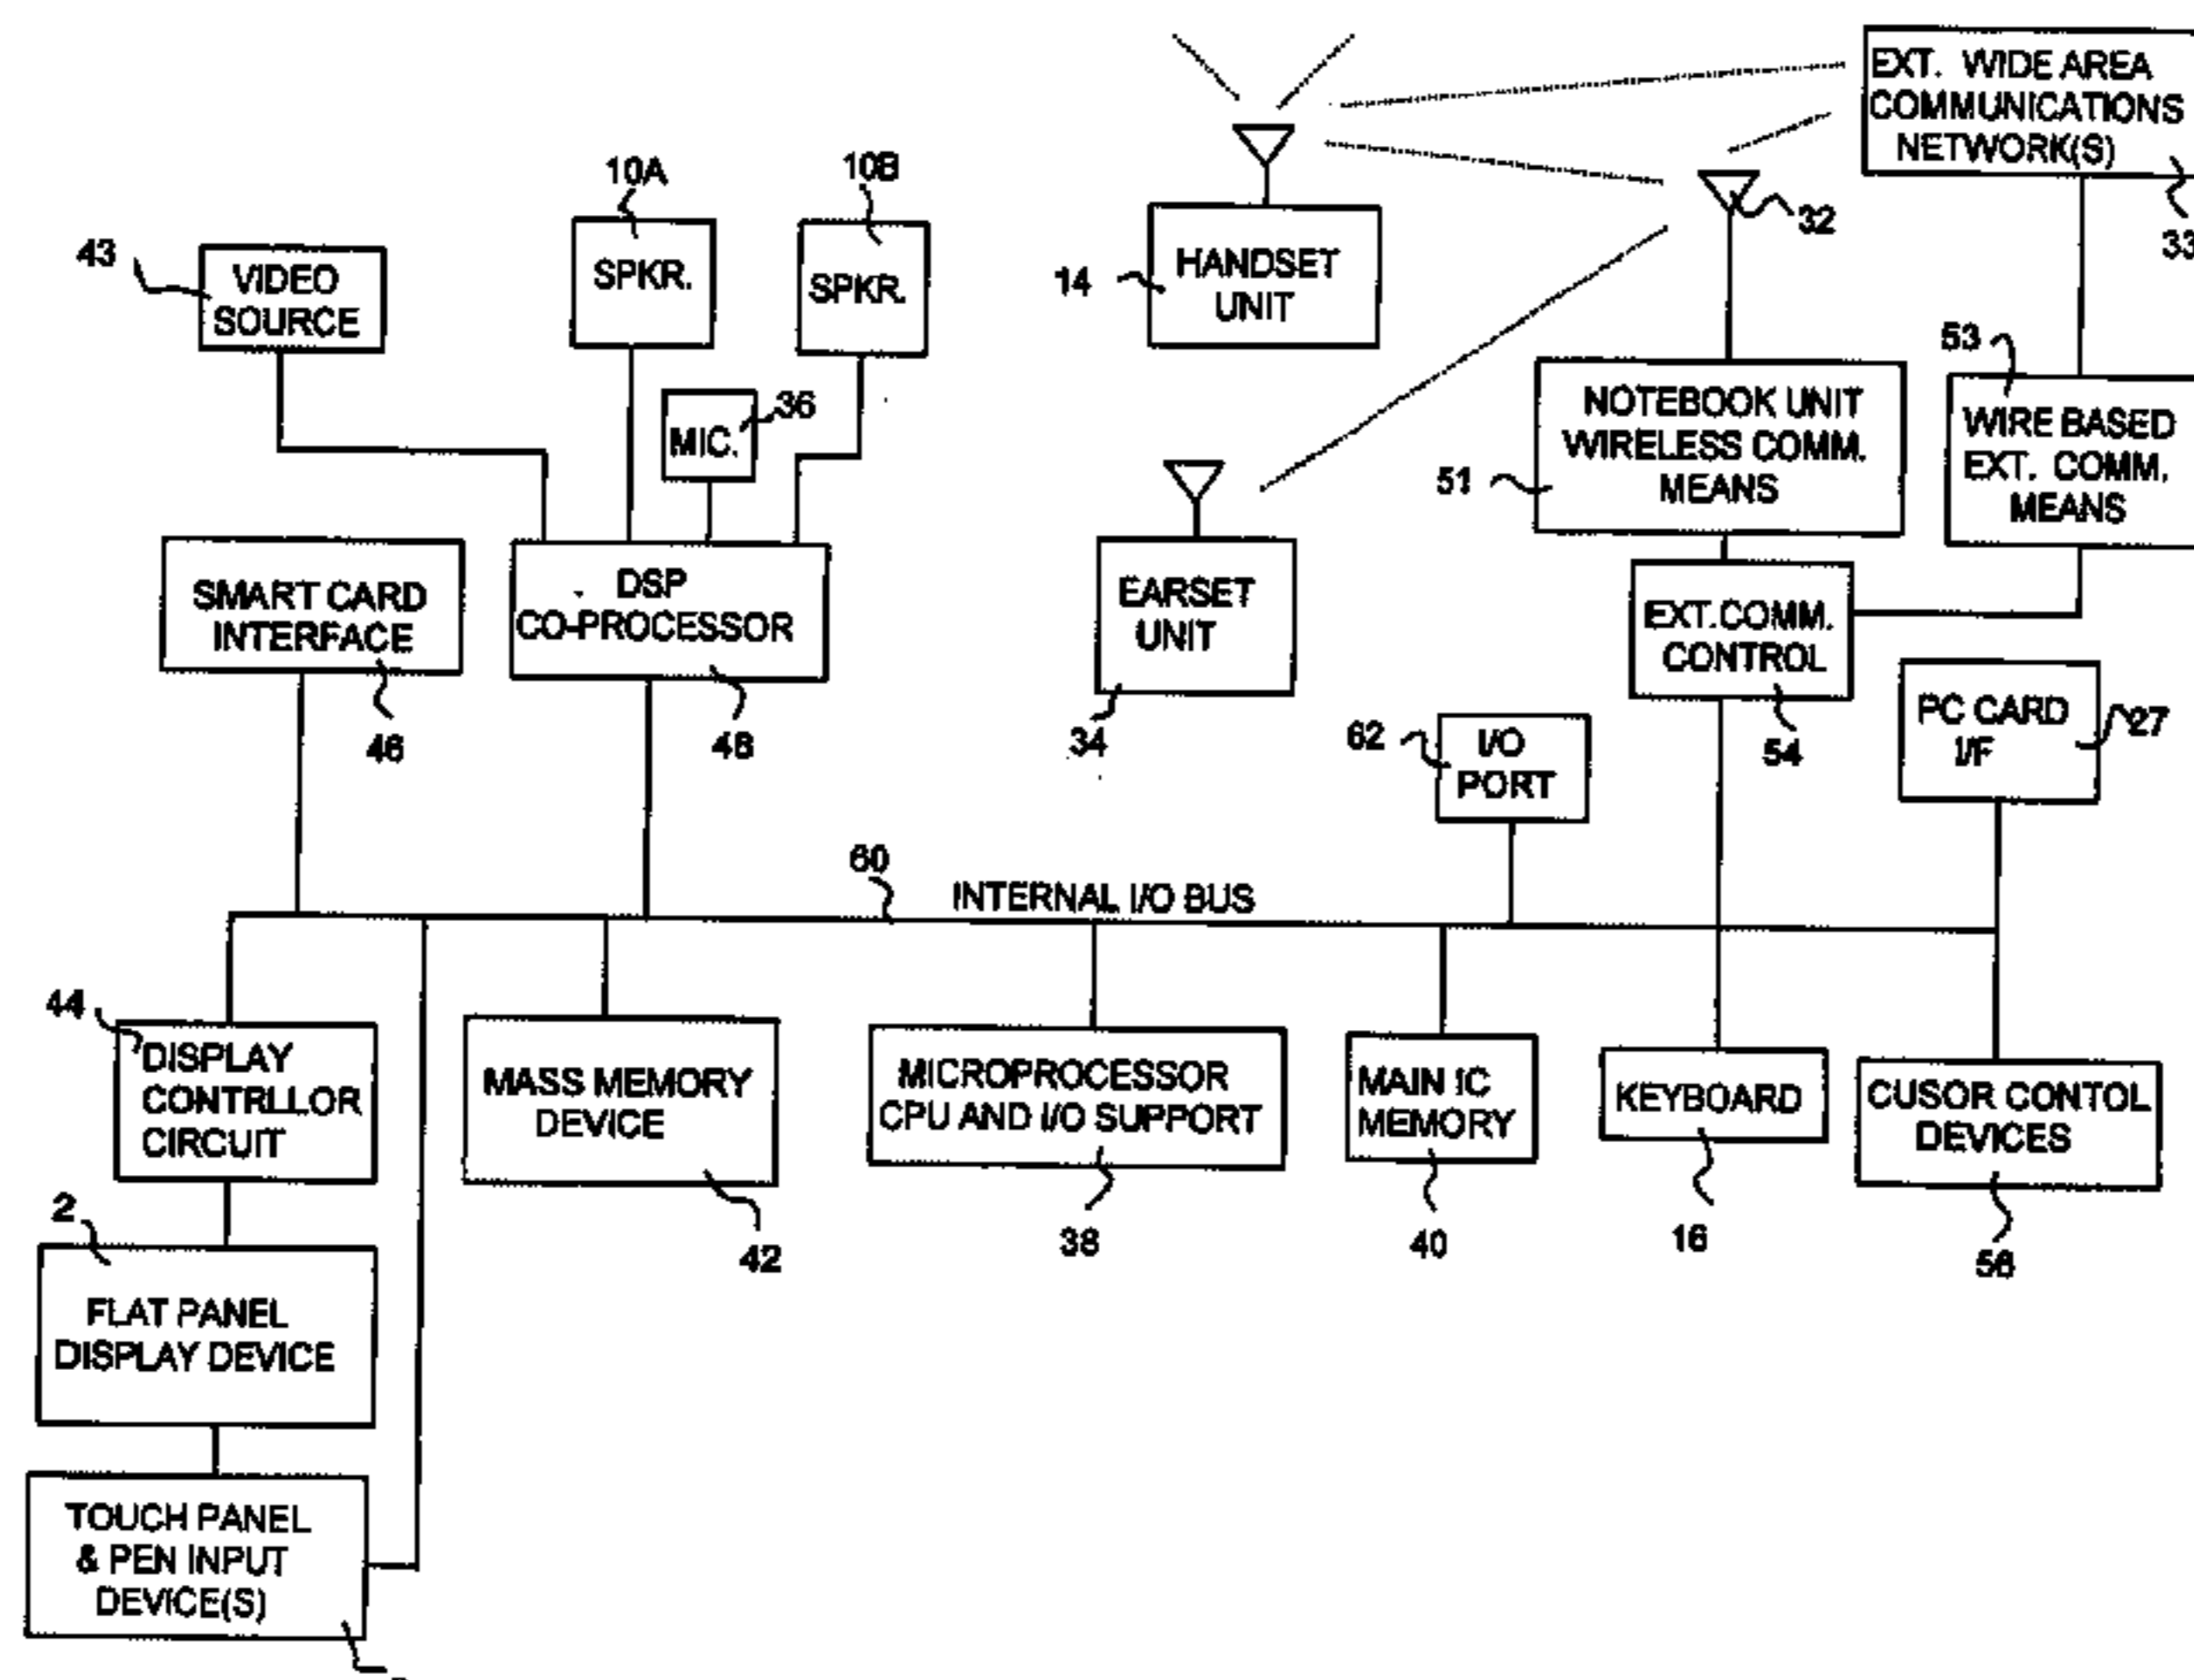 EXT. WIDE AREA
COMMUNICATIONS
NETWORK(S)
33
10A
SPKR.
10B
SPKR.
43
VIDEO
SOURCE
14
HANDSET
UNIT
32
MIC.
36
53
WIRE BASED
EXT. COMM.
MEANS
51
NOTEBOOK UNIT
WIRELESS COMM.
MEANS
SMART CARD
INTERFACE
46
DSP
CO-PROCESSOR
48
EARSET
UNIT
34
EXT.COMM.
CONTROL
54
PC CARD
I/F
27
62
I/O
PORT
60
INTERNAL I/O BUS
44
DISPLAY
CONTRLLOR
CIRCUIT
MASS MEMORY
DEVICE
42
MICROPROCESSOR
CPU AND I/O SUPPORT
38
MAIN IC
MEMORY
40
KEYBOARD
16
CUSOR CONTOL
DEVICES
2
FLAT PANEL
DISPLAY DEVICE
TOUCH PANEL
& PEN INPUT
DEVICE(S)